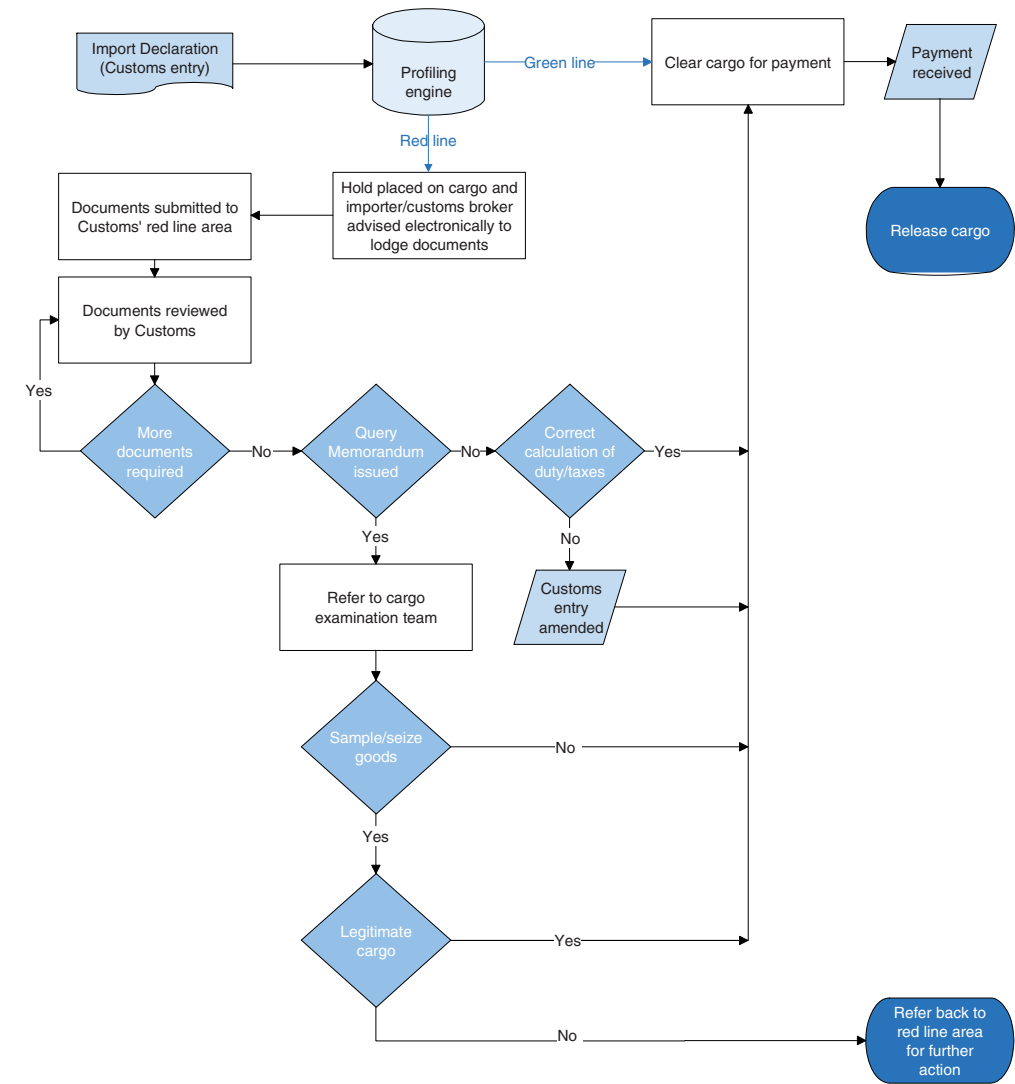 Import Declaration
(Customs entry)
Profiling
engine
Green line
Clear cargo for payment
Payment
received
Red line
Documents submitted to
Customs' red line area
Hold placed on cargo and
importer/customs broker
advised electronically to
lodge documents
Release cargo
Documents reviewed
by Customs
Yes
More
documents
required
No
Query
Memorandum
issued
No
Correct
calculation of
duty/taxes
Yes
Yes
No
Refer to cargo
examination team
Customs
entry
amended
Sample/seize
goods
No
Yes
Legitimate
cargo
Yes
No
Refer back to
red line area
for further
action